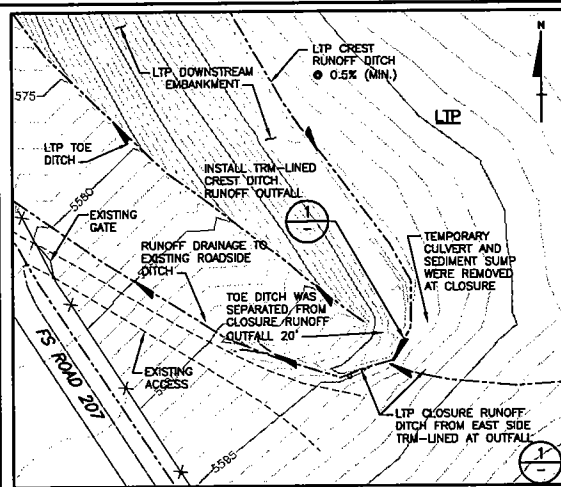 N
LTP CREST
RUNOFF DITCH
@ 0.5% (MIN.)
LTP DOWNSTREAM
EMBANKMENT
LTP
5575
LTP TOE
DITCH
5580
INSTALL TRM-LINED
CREST DITCH
RUNOFF OUTFALL
1
-
EXISTING
GATE
RUNOFF DRAINAGE TO
EXISTING ROADSIDE
DITCH
TEMPORARY
CULVERT AND
SEDIMENT SUMP
WERE REMOVED
AT CLOSURE
TOE DITCH WAS
SEPARATED FROM
CLOSURE RUNOFF
OUTFALL 20'
FS ROAD 207
EXISTING
ACCESS
5585
LTP CLOSURE RUNOFF
DITCH FROM EAST SIDE
TRM-LINED AT OUTFALL
1
-